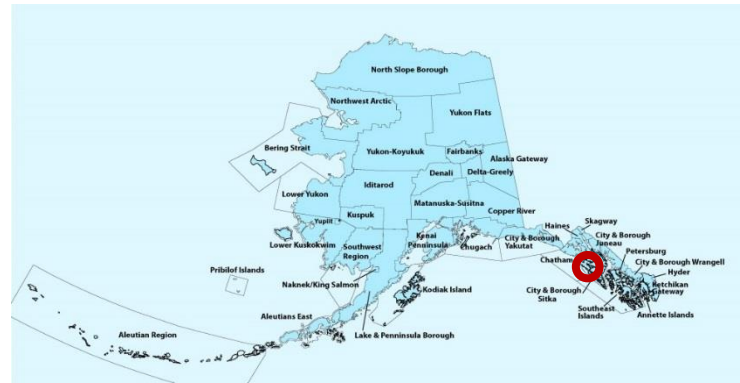 North Slope Borough
Northwest Arctic
Yukon Flats
Bering Strait
Yukon-Koyukuk
Fairbanks
Alaska Gateway
Denali
Delta-Greely
Iditarod
Lower Yukon
Matanuska-Susitna
Copper River
Kuspuk
Yupiit
Lower Kuskokwim
Southwest
Region
Kenai
Penninsula
Chugach
City & Borough
Yakutat
Haines
Skagway
City & Borough
Juneau
Petersburg
City & Borough Wrangell
Hyder
Chatham
Ketchikan
Gateway
City & Borough
Sitka
Southeast
Islands
Annette Islands
Pribilof Islands
Naknek/King Salmon
Kodiak Island
Aleutians East
Lake & Penninsula Borough
Aleutian Region